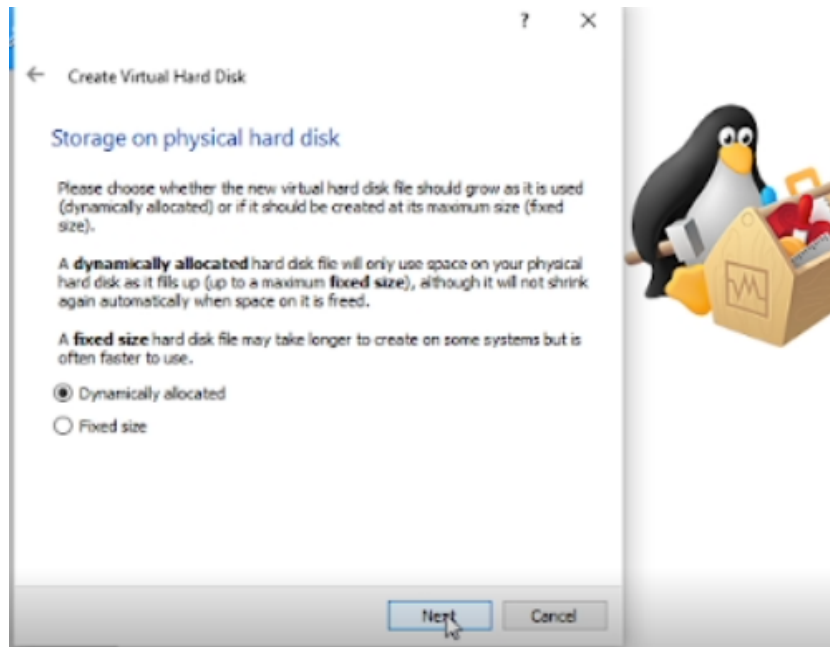 ?
Create Virtual Hard Disk
Storage on physical hard disk
Please choose whether the new virtual hard disk file should grow as it is used
(dynamically allocated) or if it should be created at its maximum size (fixed
size).
A dynamically allocated hard disk file will only use space on your physical
hard disk as it fills up (up to a maximum fixed size), although it will not shrink
again automatically when space on it is freed.
A fixed size hard disk file may take longer to create on some systems but is
often faster to use.
Dynamically allocated
Fixed size
Next Cancel